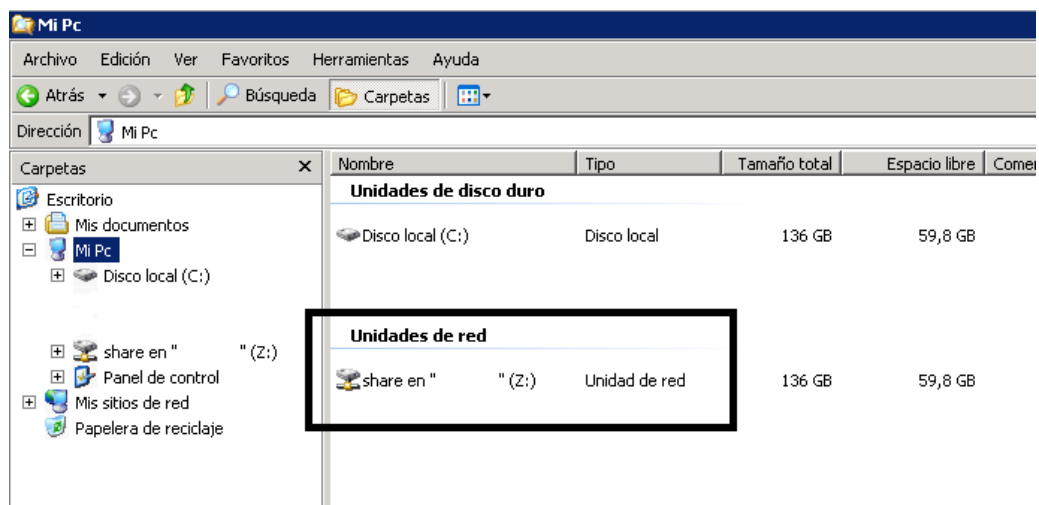 Mi Pc
Archivo Edición Ver Favoritos Herramientas Ayuda
Atrás Búsqueda Carpetas
Dirección Mi Pc
Carpetas x
Escritorio
Mis documentos
Mi Pc
Disco local (C:)
share en " " (Z:)
Panel de control
Mis sitios de red
Papelera de reciclaje
Nombre Tipo Tamaño total Espacio libre Comer
Unidades de disco duro
Disco local (C:) Disco local 136 GB 59,8 GB
Unidades de red
share en " " (Z:) Unidad de red 136 GB 59,8 GB